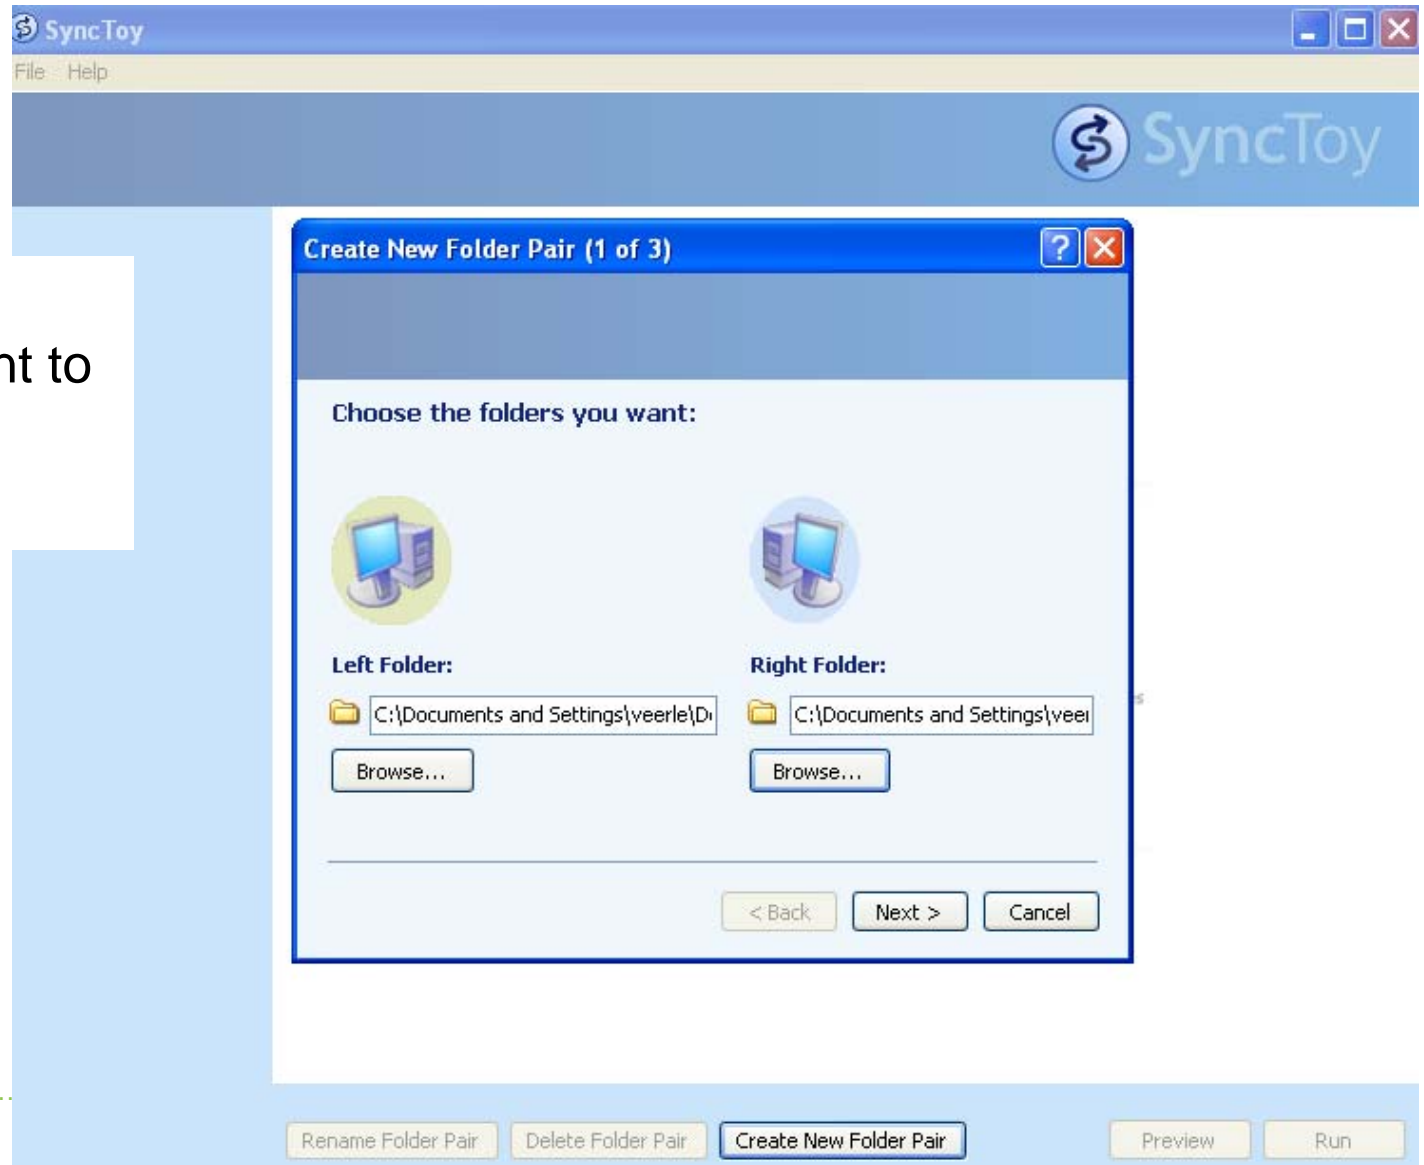 SyncToy
File Help
SyncToy
Create New Folder Pair (1 of 3)
to
Choose the folders you want:
Left Folder: Right Folder:
C:\Documents and Settings\veerle\D C:\Documents and Settings\veer
Browse... Browse...
< Back Next > Cancel
Rename Folder Pair Delete Folder Pair Create New Folder Pair Preview Run